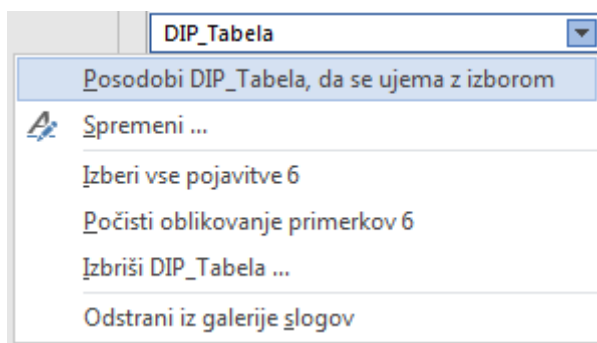 DIP_Tabela
Posodobi DIP_Tabela, da se ujema z izborom
Spremeni ...
Izberi vse pojavitve 6
Počisti oblikovanje primerkov 6
Izbriši DIP_Tabela ...
Odstrani iz galerije slogov